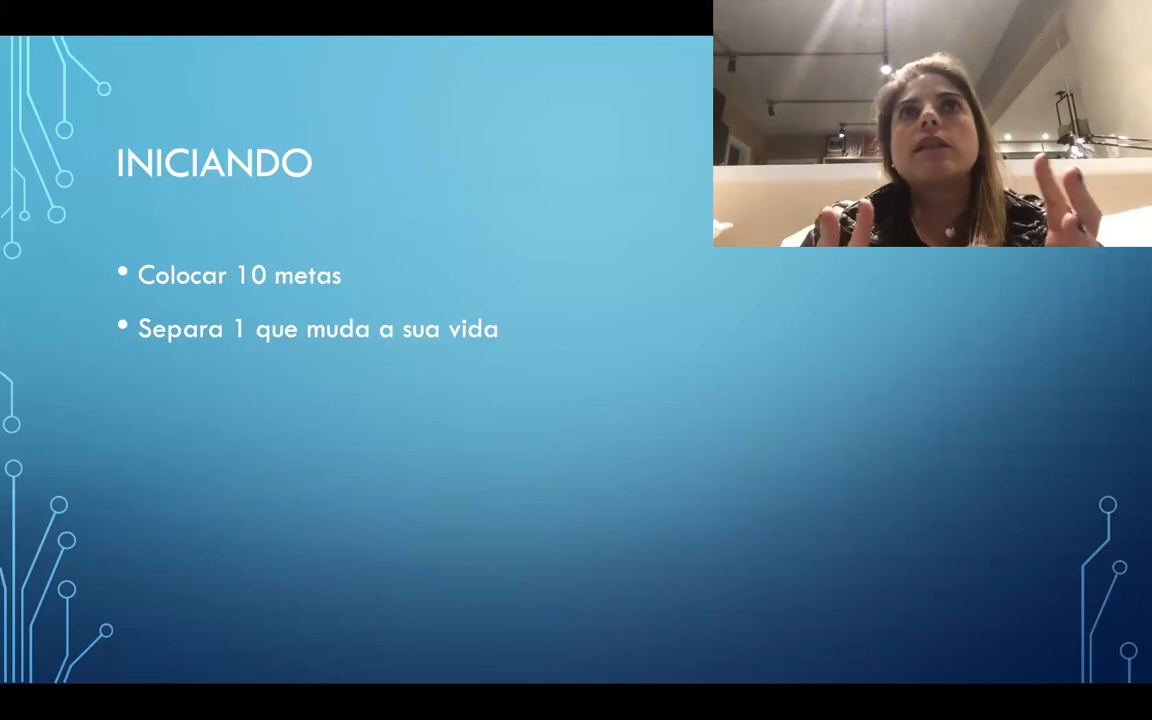 INICIANDO
• Colocar 10 metas
• Separa 1 que muda a sua vida